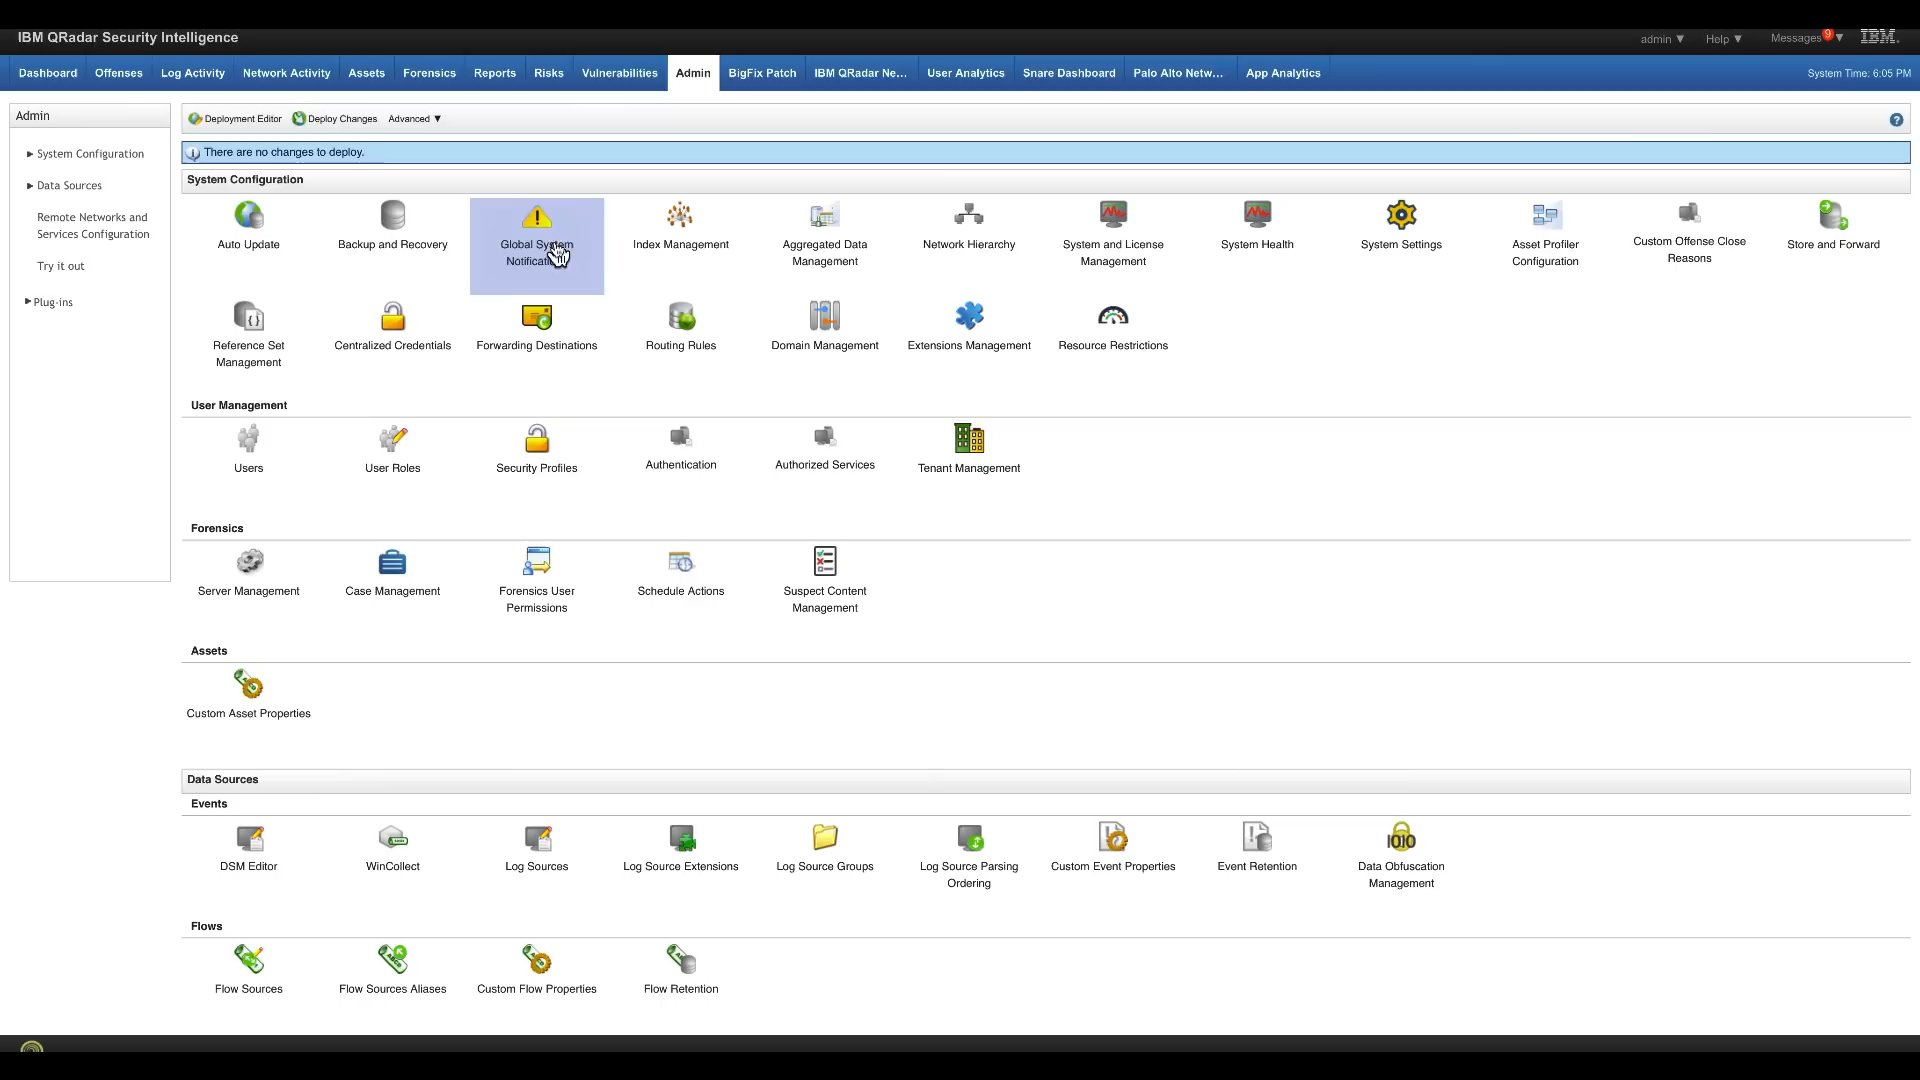 IBM QRadar Security Intelligence
admin ▼ Help ▼ Messages 9 ▼ IBM.
Dashboard Offenses Log Activity Network Activity Assets Forensics Reports Risks Vulnerabilities Admin BigFix Patch IBM QRadar Ne... User Analytics Snare Dashboard Palo Alto Netw... App Analytics System Time: 6:05 PM
Admin
System Configuration
Data Sources
Remote Networks and
Services Configuration
Try it out
Plug-ins
Deployment Editor Deploy Changes Advanced ▼ ?
There are no changes to deploy.
System Configuration
Auto Update
Backup and Recovery
Global System
Index Management
Aggregated Data
Management
Network Hierarchy
System and License
Management
System Health
System Settings
Asset Profiler
Configuration
Custom Offense Close
Reasons
Store and Forward
Reference Set
Management
Centralized Credentials
Forwarding Destinations
Routing Rules
Domain Management
Extensions Management
Resource Restrictions
User Management
Users
User Roles
Security Profiles
Authentication
Authorized Services
Tenant Management
Forensics
Server Management
Case Management
Forensics User
Permissions
Schedule Actions
Suspect Content
Management
Assets
Custom Asset Properties
Data Sources
Events
DSM Editor
WinCollect
Log Sources
Log Source Extensions
Log Source Groups
Log Source Parsing
Ordering
Custom Event Properties
Event Retention
Data Obfuscation
Management
Flows
Flow Sources
Flow Sources Aliases
Custom Flow Properties
Flow Retention